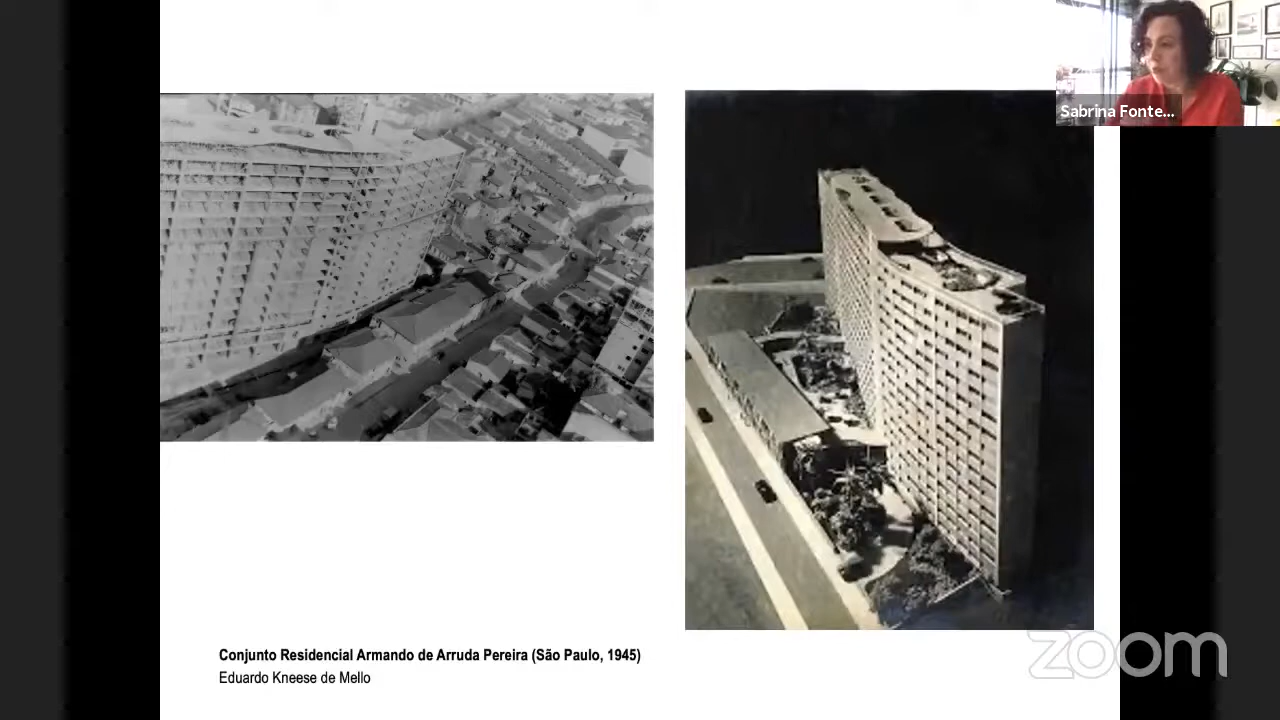 Sabrina Fonte...
Conjunto Residencial Armando de Arruda Pereira (São Paulo, 1945)
Eduardo Kneese de Mello
zoom